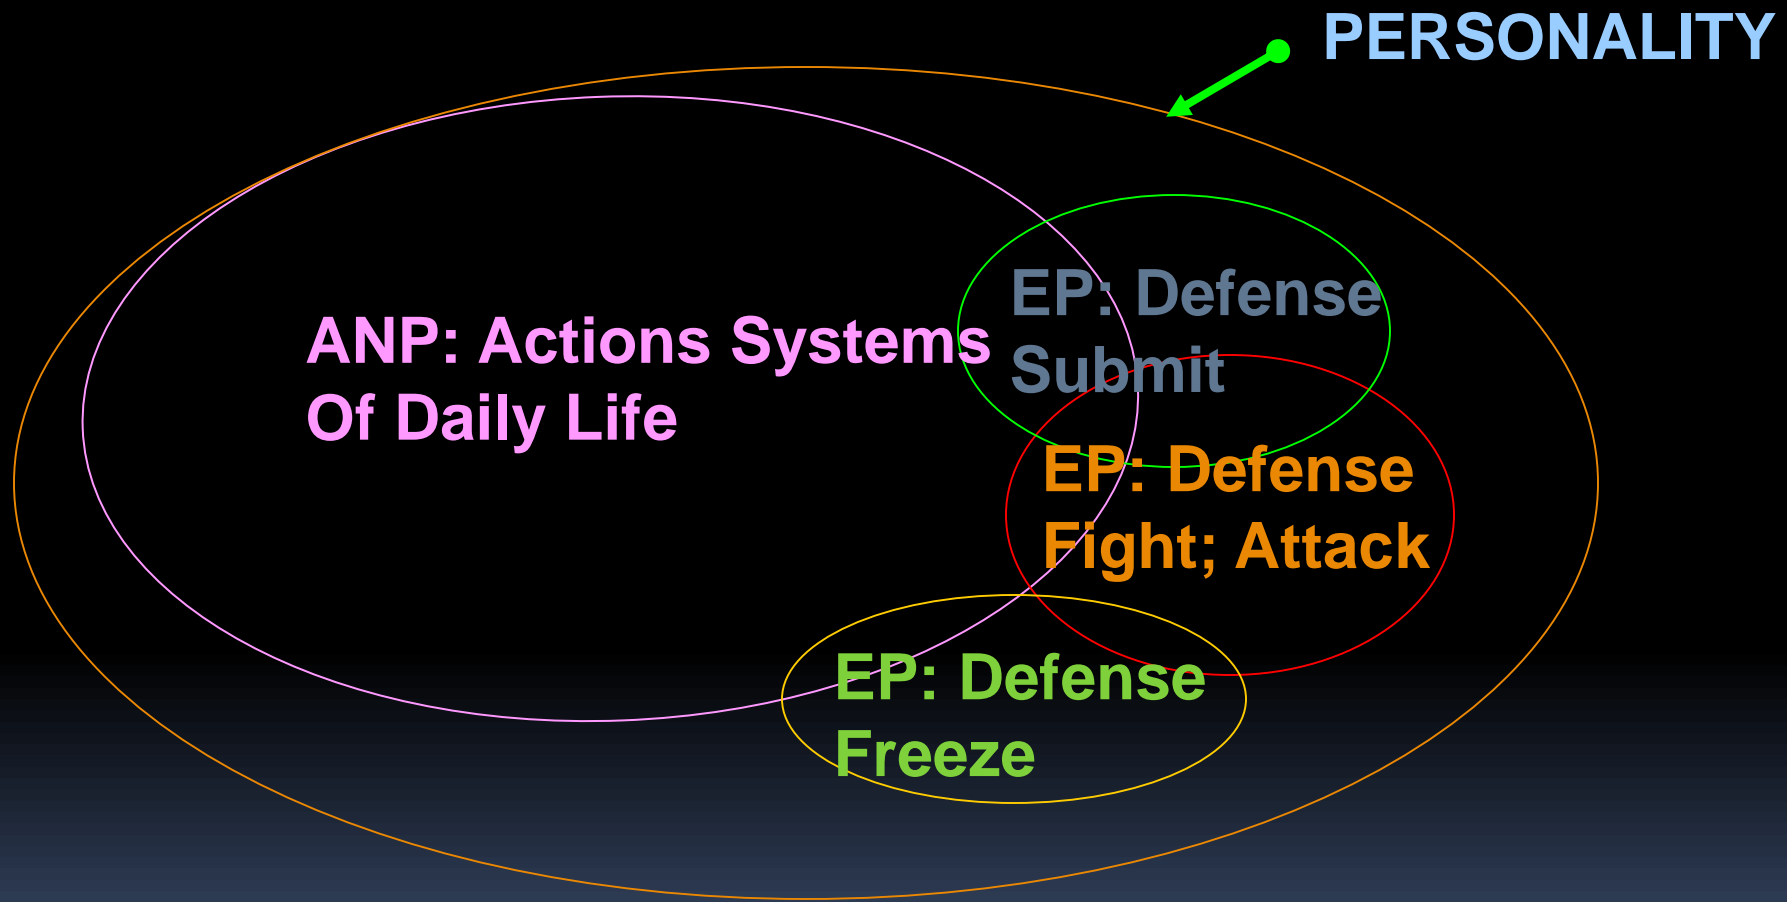 PERSONALITY
ANP: Actions Systems
Of Daily Life
EP: Defense
Submit
EP: Defense
Fight; Attack
EP: Defense
Freeze